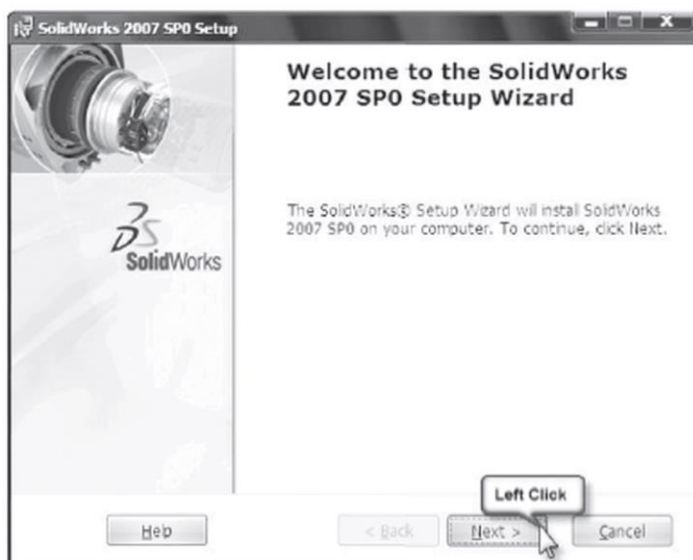 SolidWorks 2007 SP0 Setup
Welcome to the SolidWorks
2007 SP0 Setup Wizard
The SolidWorks® Setup Wizard will install SolidWorks
2007 SP0 on your computer. To continue, click Next.
3DS
SolidWorks
Left Click
Help
< Back
Next >
Cancel